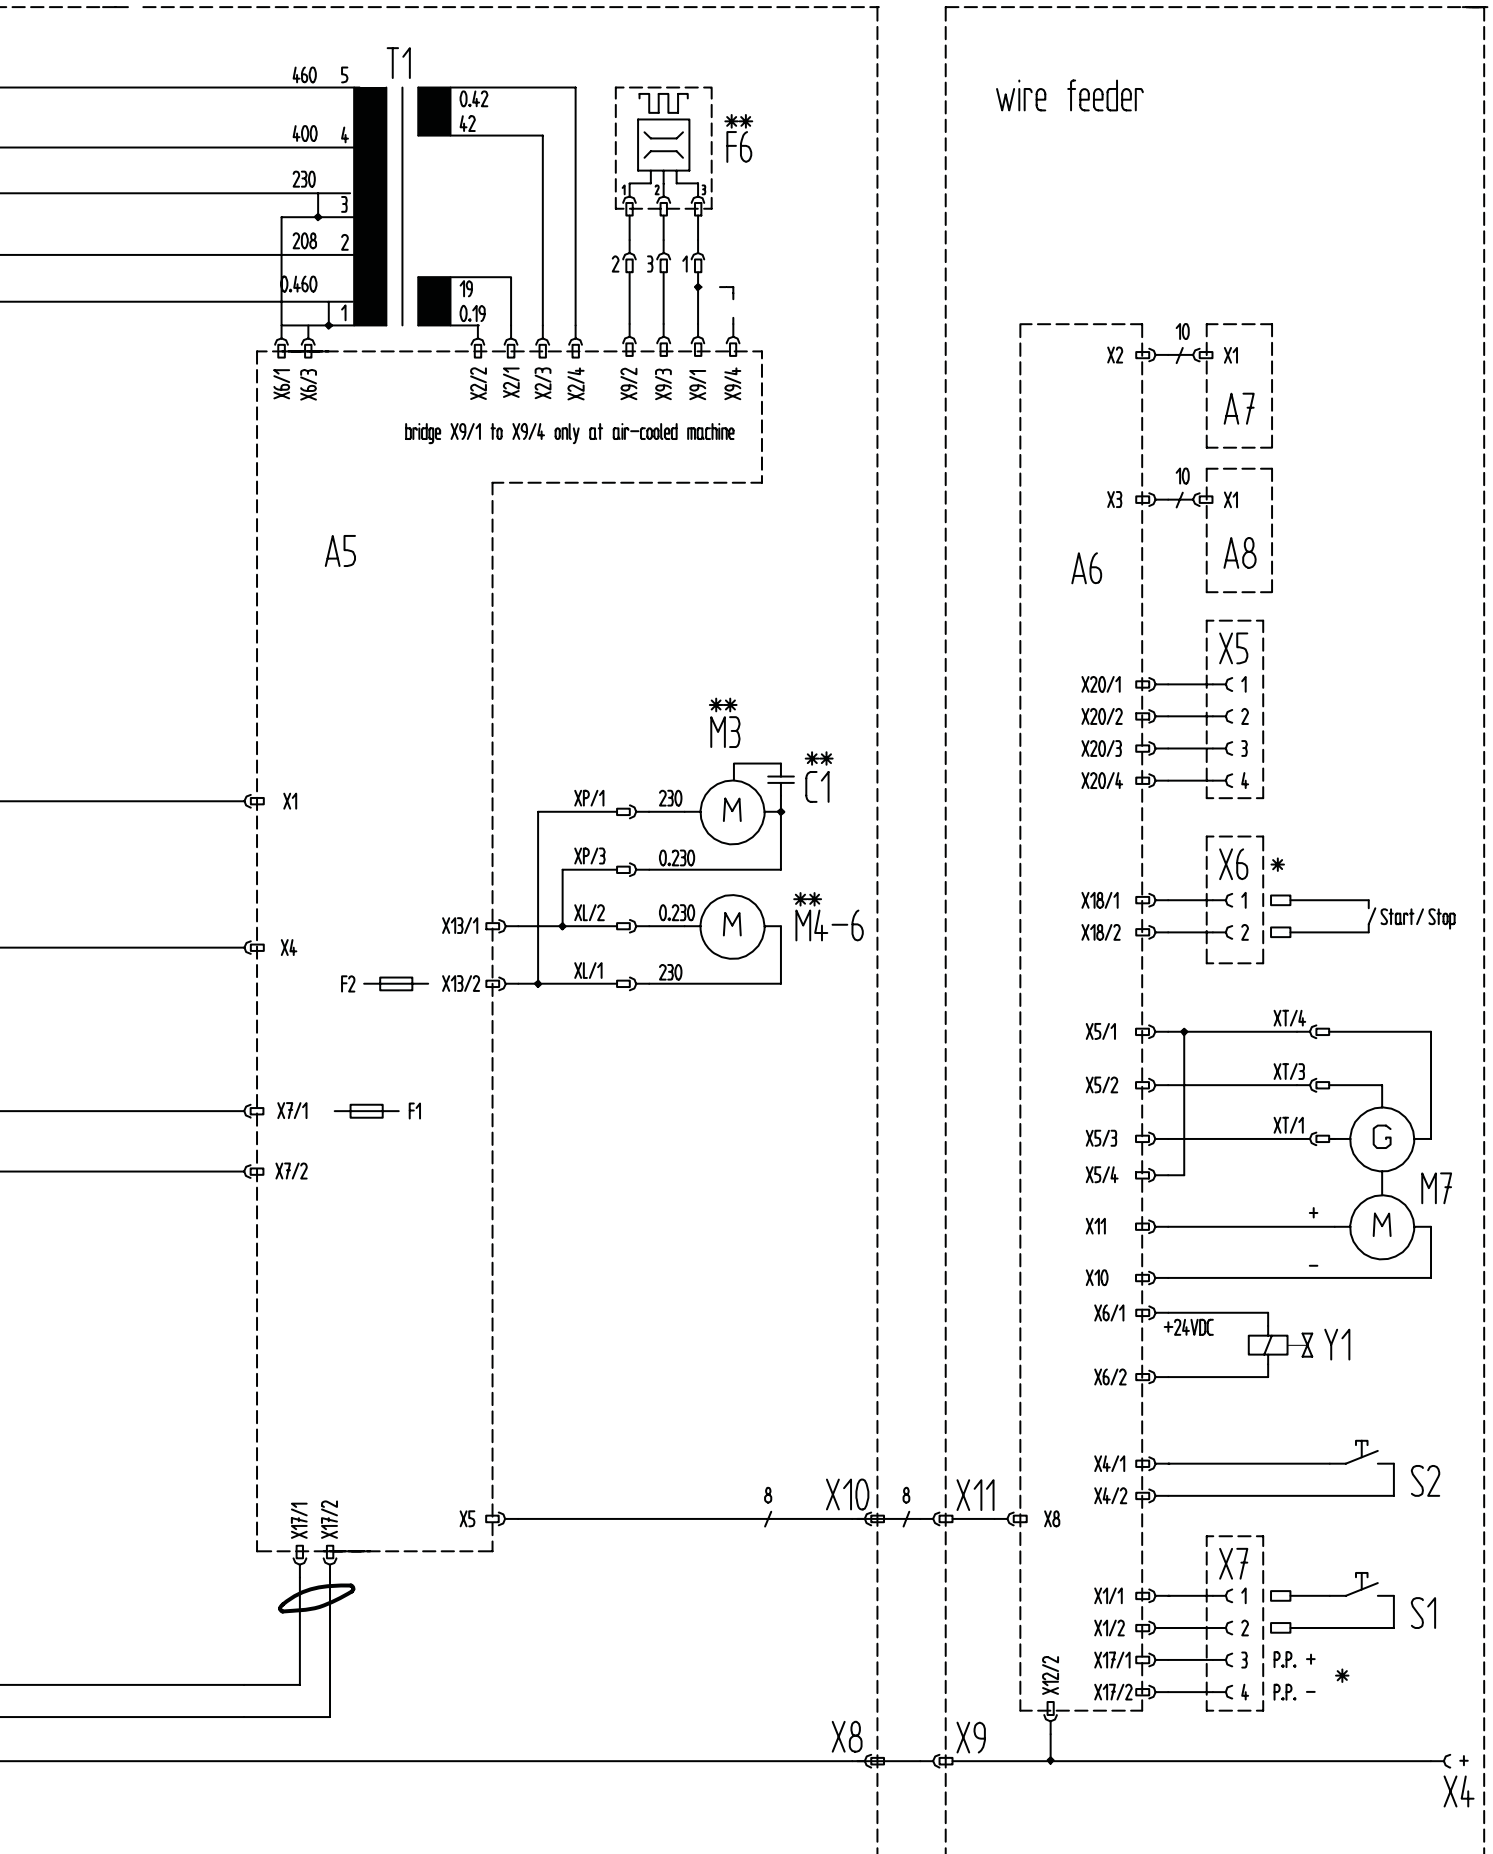 T1
460 5
400 4
230
3
208 2
0.460
1
0.42
42
19
0.19
**
F6
1 2 3
2 3 1
X6/1 X6/3 X2/2 X2/1 X2/3 X2/4 X9/2 X9/3 X9/1 X9/4
bridge X9/1 to X9/4 only at air-cooled machine
A5
X1
X4
F2 X13/2
X13/1
X7/1 F1
X7/2
**
M3
**
C1
XP/1 230
M
XP/3 0.230
XL/2 0.230
M
**
M4-6
XL/1 230
X17/1 X17/2
X5
8
X10
8
X11
X8
X8
X9
wire feeder
A6
X2 10 X1
A7
X3 10 X1
A8
X5
X20/1 1
X20/2 2
X20/3 3
X20/4 4
X6 *
X18/1 1
X18/2 2
Start/Stop
X5/1 XT/4
X5/2 XT/3
X5/3 XT/1
G
X5/4
M7
X11 +
M
X10 -
X6/1
+24VDC
Y1
X6/2
X4/1
X4/2
S2
X7
X1/1 1
X1/2 2
S1
X17/1 3 P.P. +
*
X17/2 4 P.P. -
X12/2
+
X4